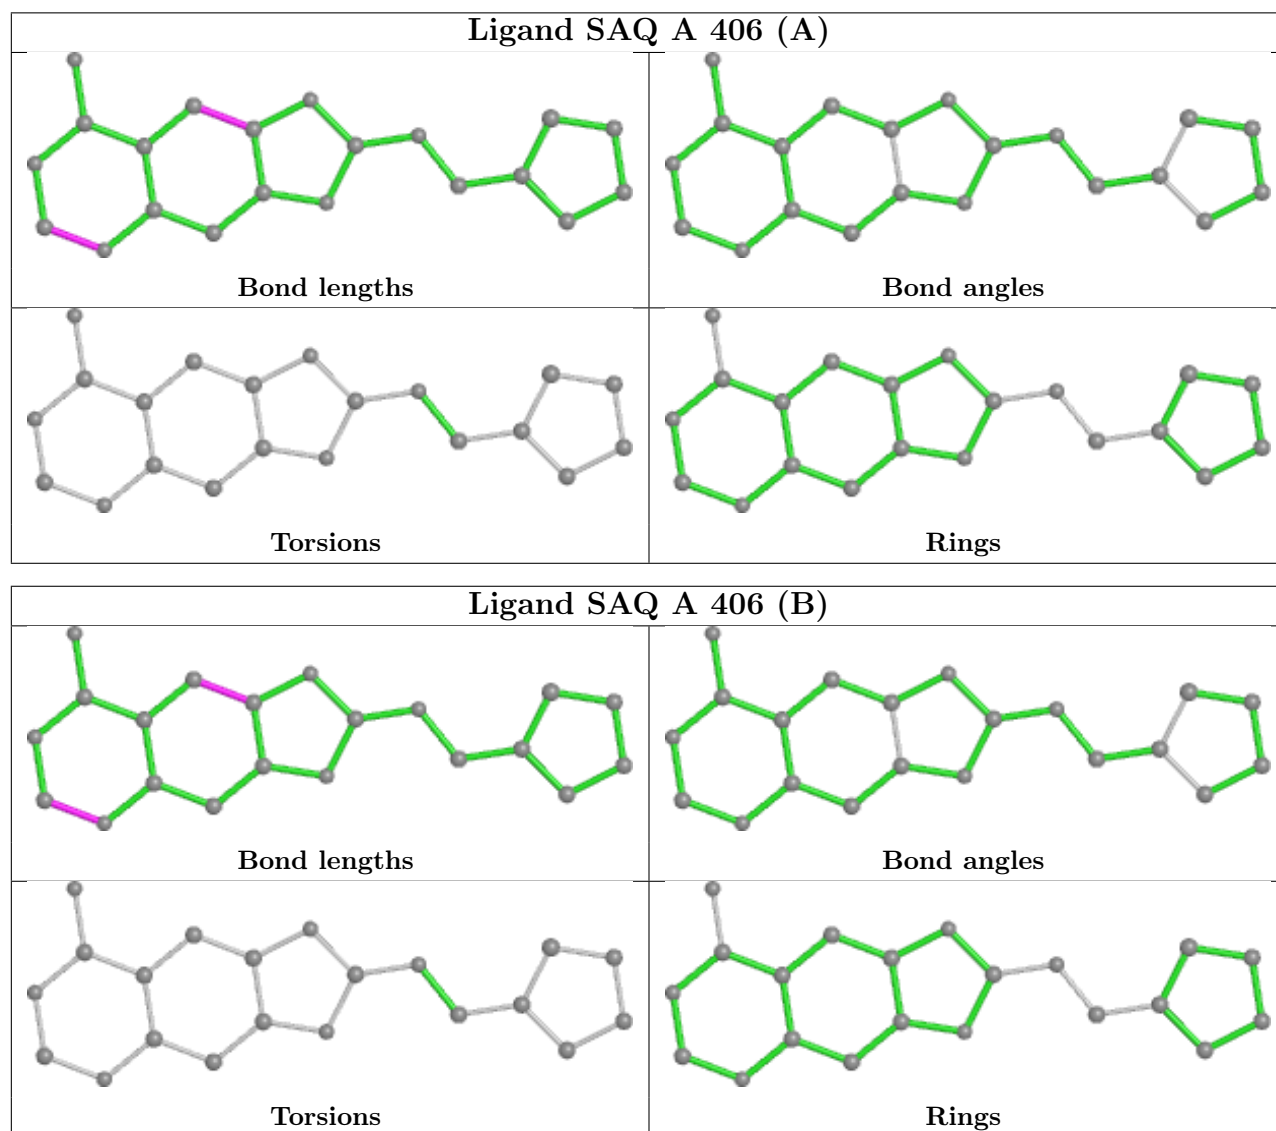 Ligand SAQ A 406 (A)
Bond lengths
Bond angles
Torsions
Rings
Ligand SAQ A 406 (B)
Bond lengths
Bond angles
Torsions
Rings